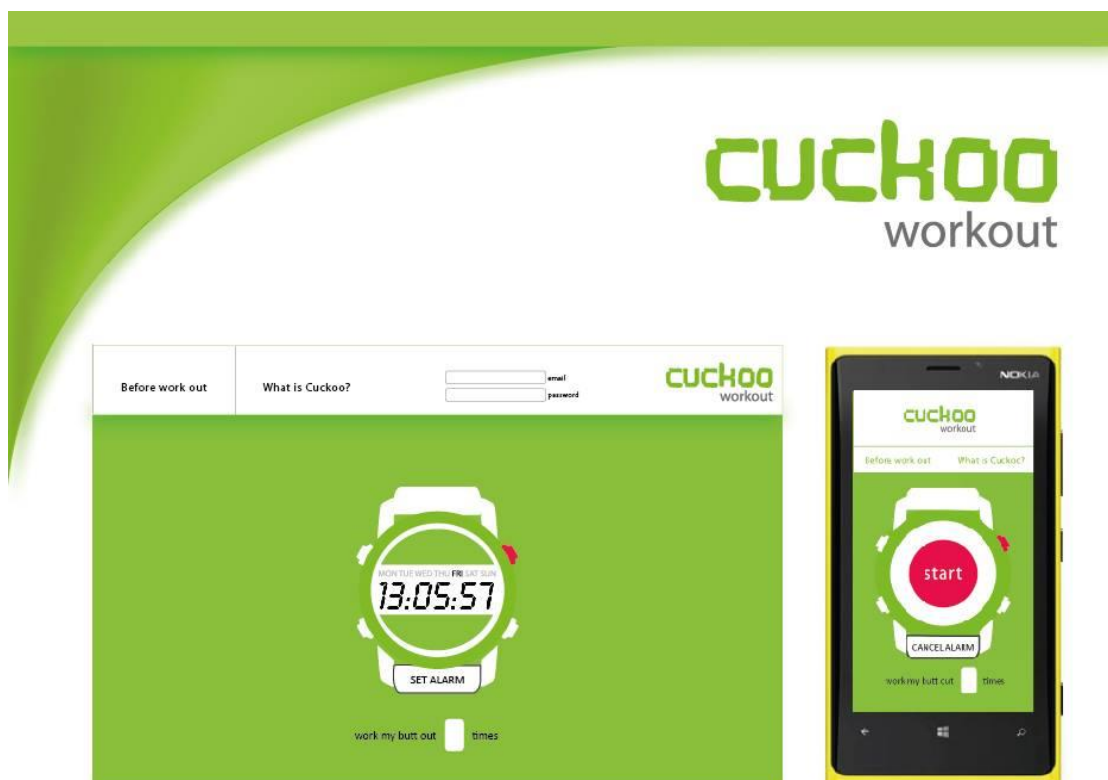 cuckoo
workout
Before work out
What is Cuckoo?
email
password
cuckoo
workout
MON TUE WED THU FRI SAT SUN
13:05:57
SET ALARM
work my butt out times
NOKIA
cuckoo
workout
Before work out What is Cuckoo?
start
CANCEL ALARM
work my butt out times